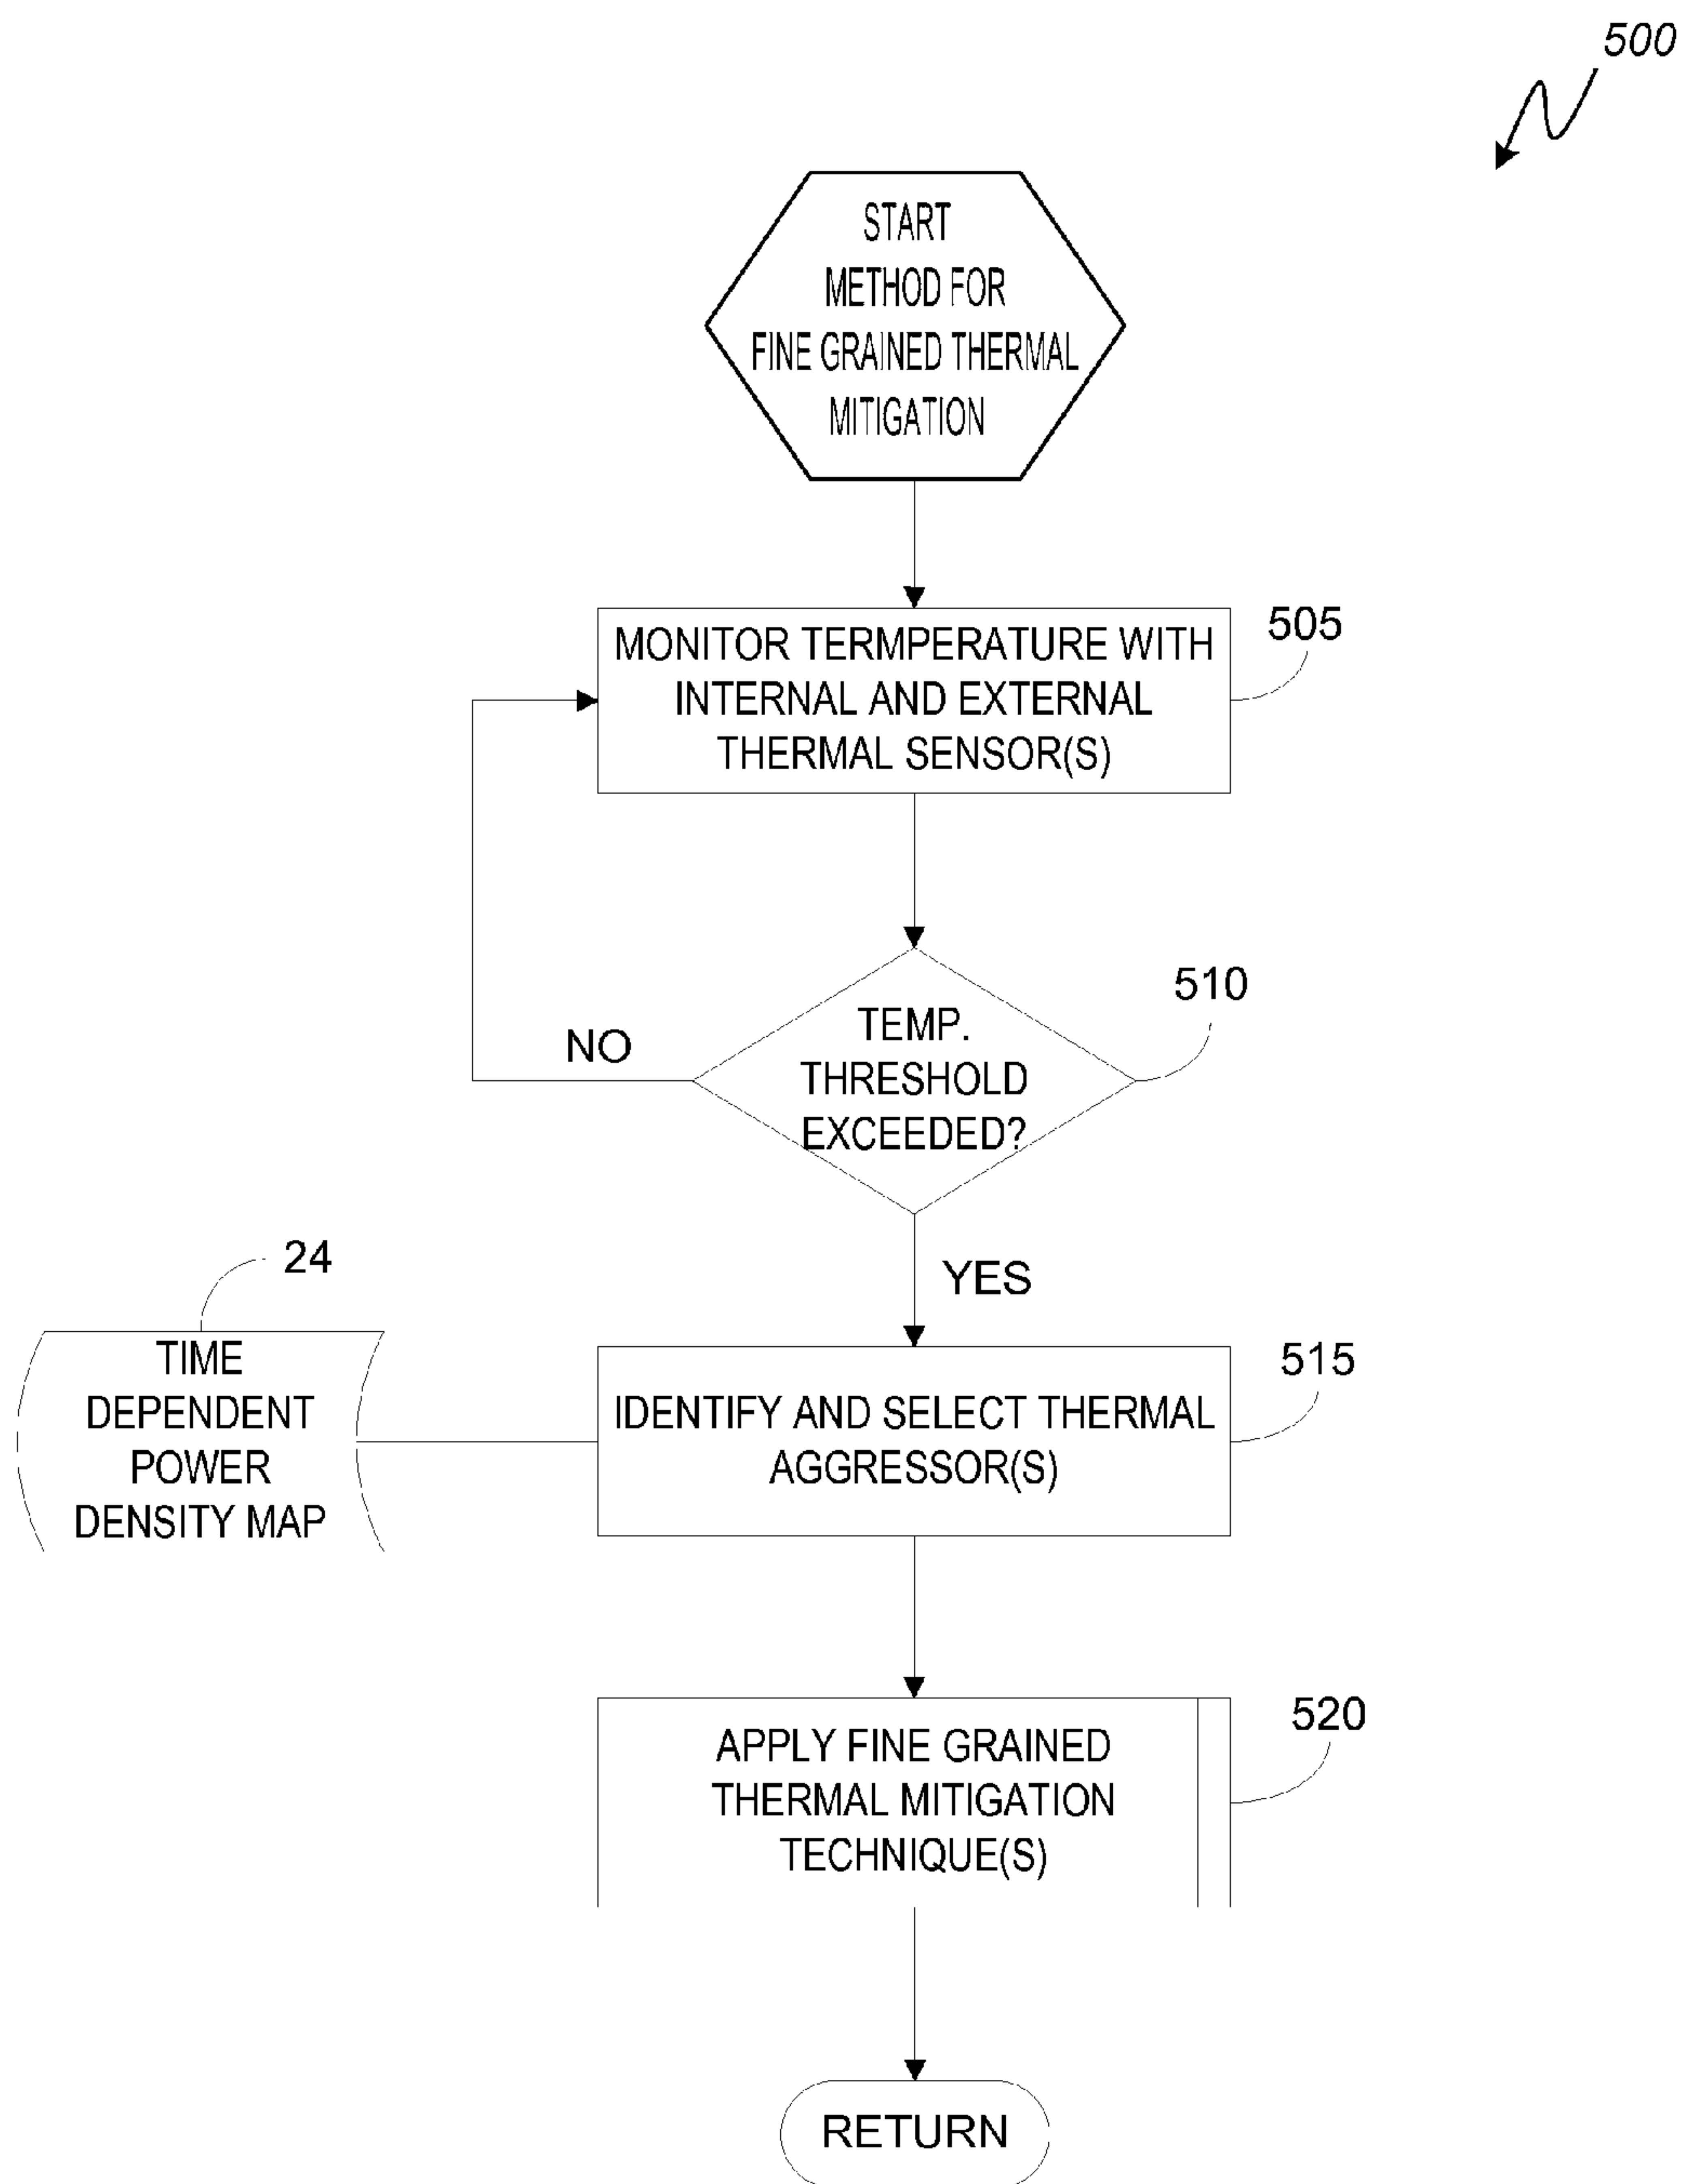 500
START
METHOD FOR
FINE GRAINED THERMAL
MITIGATION
MONITOR TERMPERATURE WITH
INTERNAL AND EXTERNAL
THERMAL SENSOR(S)
505
TEMP.
THRESHOLD
EXCEEDED?
510
NO
YES
24
TIME
DEPENDENT
POWER
DENSITY MAP
IDENTIFY AND SELECT THERMAL
AGGRESSOR(S)
515
APPLY FINE GRAINED
THERMAL MITIGATION
TECHNIQUE(S)
520
RETURN